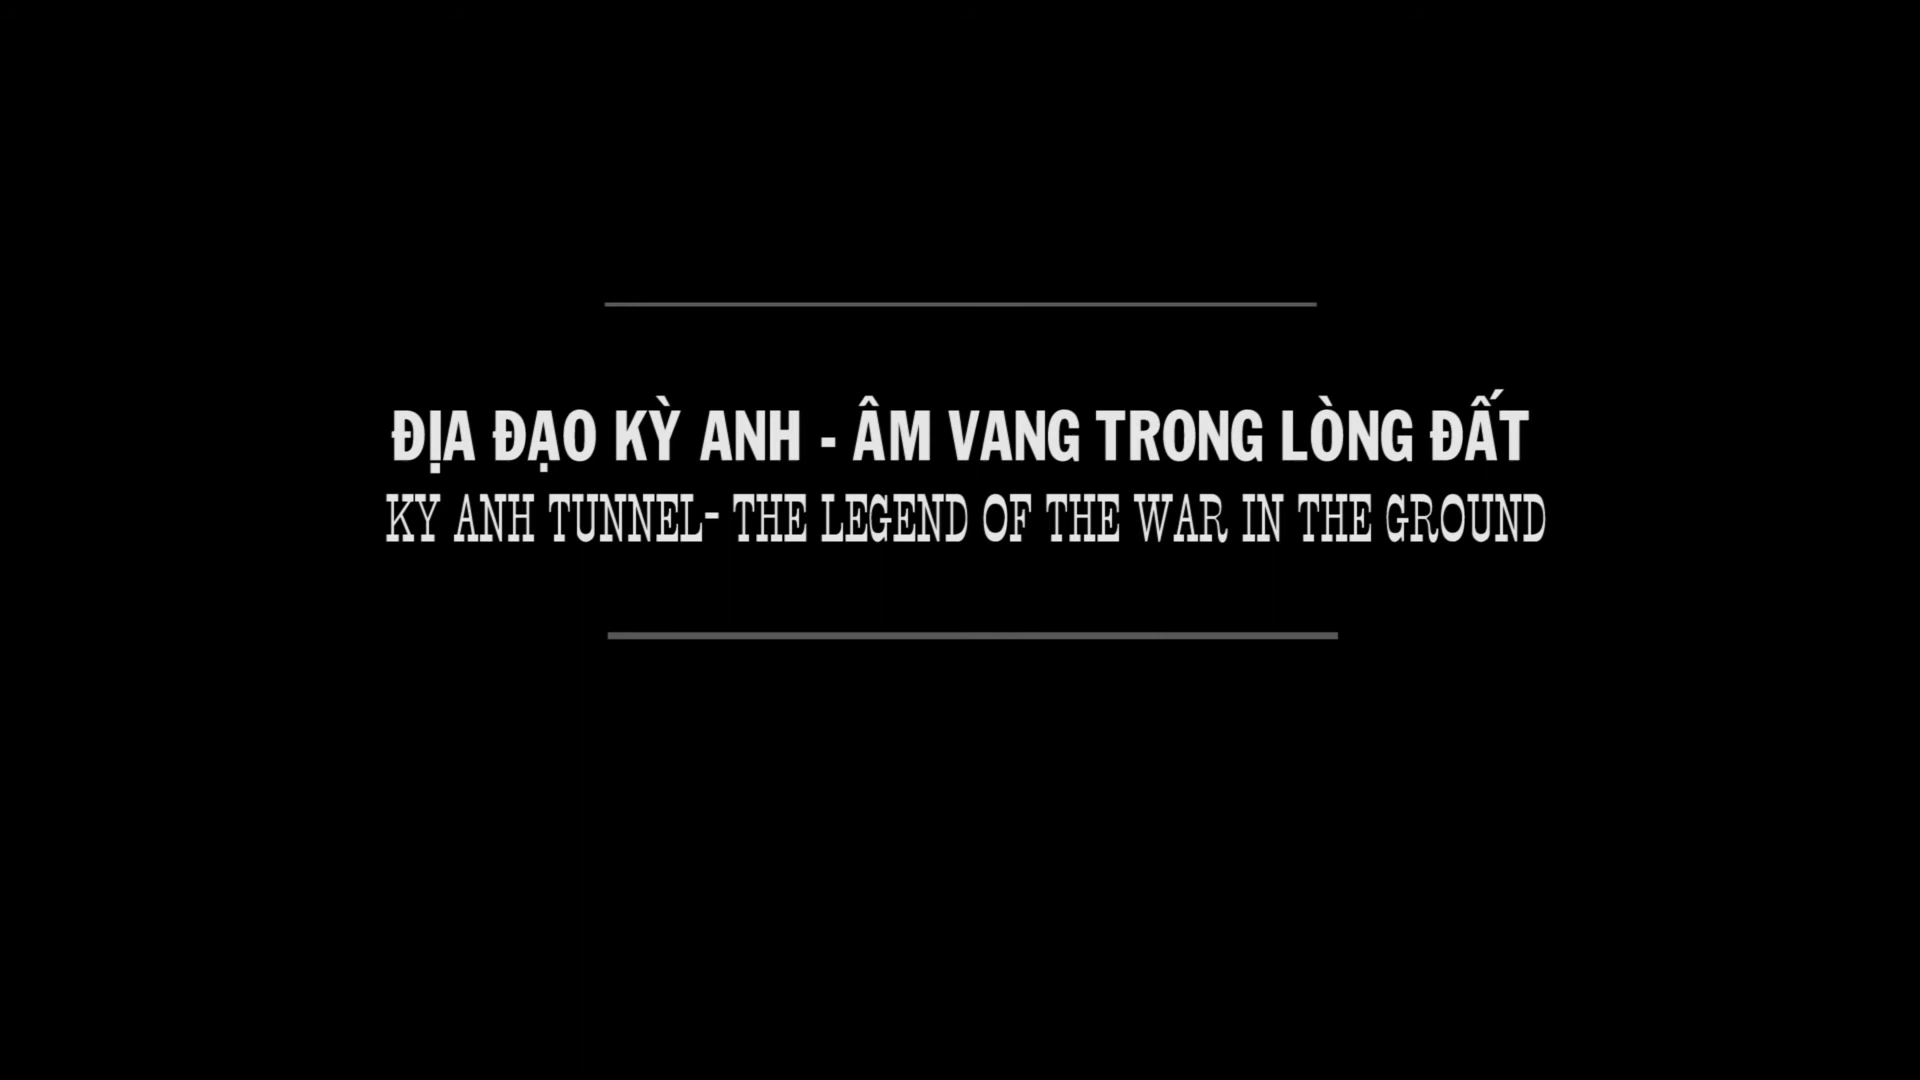 ĐỊA ĐẠO KỲ ANH - ÂM VANG TRONG LÒNG ĐẤT
KY ANH TUNNEL- THE LEGEND OF THE WAR IN THE GROUND